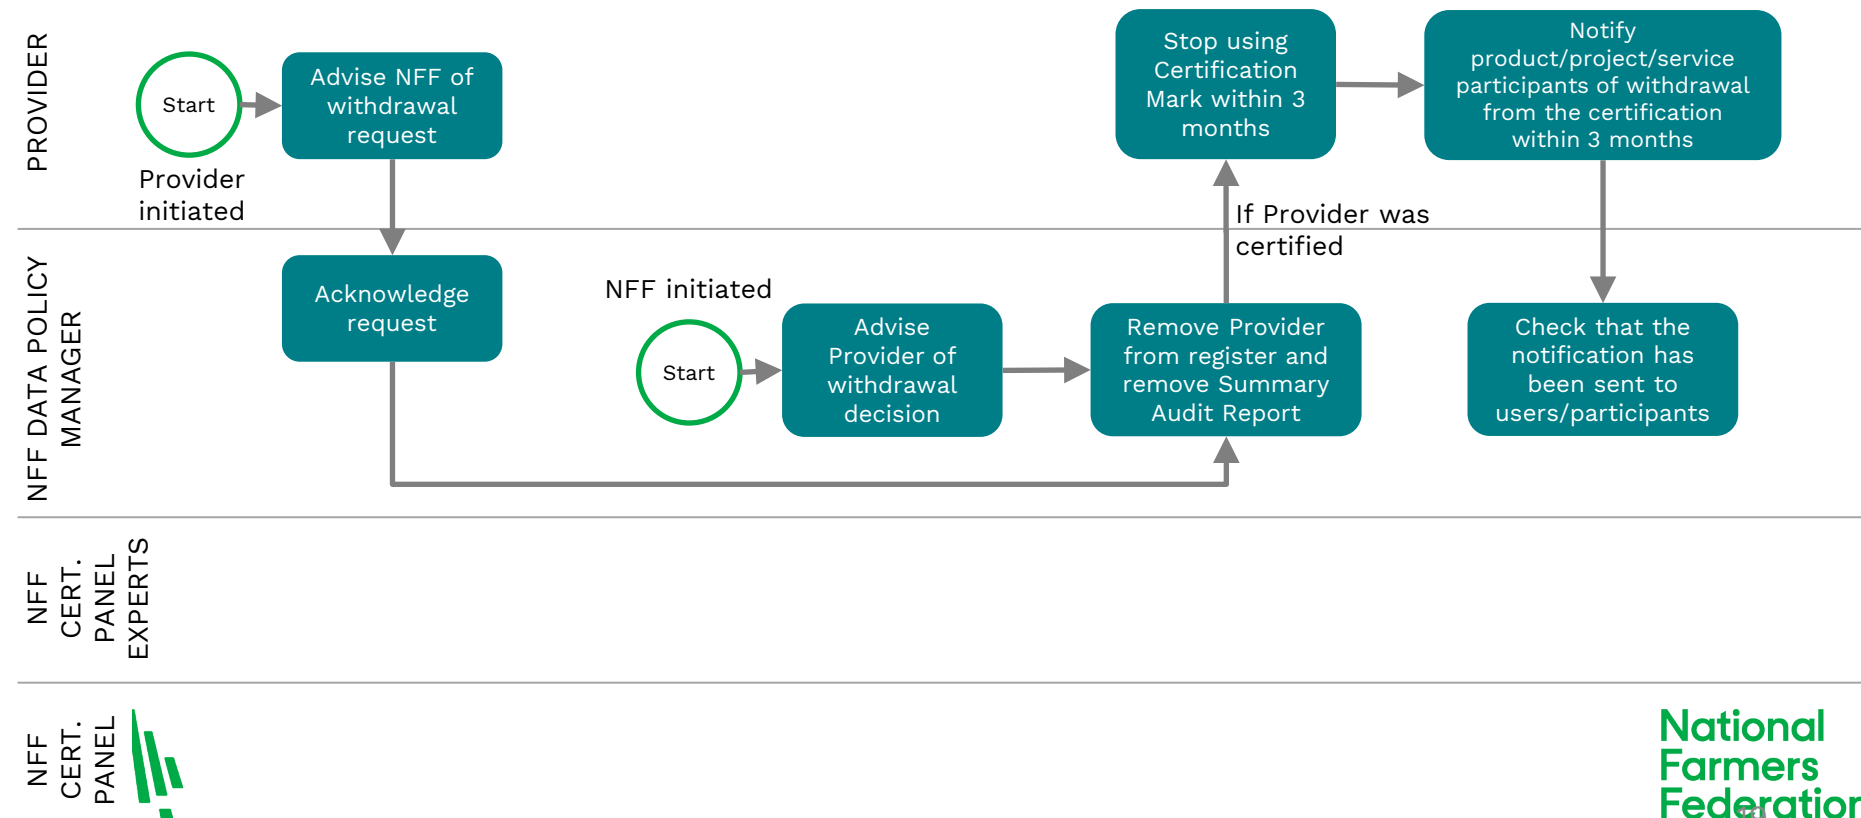 PROVIDER
Start
Provider
initiated
Advise NFF of
withdrawal
request
Stop using
Certification
Mark within 3
months
Notify
product/project/service
participants of withdrawal
from the certification
within 3 months
If Provider was
certified
NFF DATA POLICY
MANAGER
Acknowledge
request
NFF initiated
Start
Advise
Provider of
withdrawal
decision
Remove Provider
from register and
remove Summary
Audit Report
Check that the
notification has
been sent to
users/participants
NFF
CERT.
PANEL
EXPERTS
NFF
CERT.
PANEL
National
Farmers
Federation